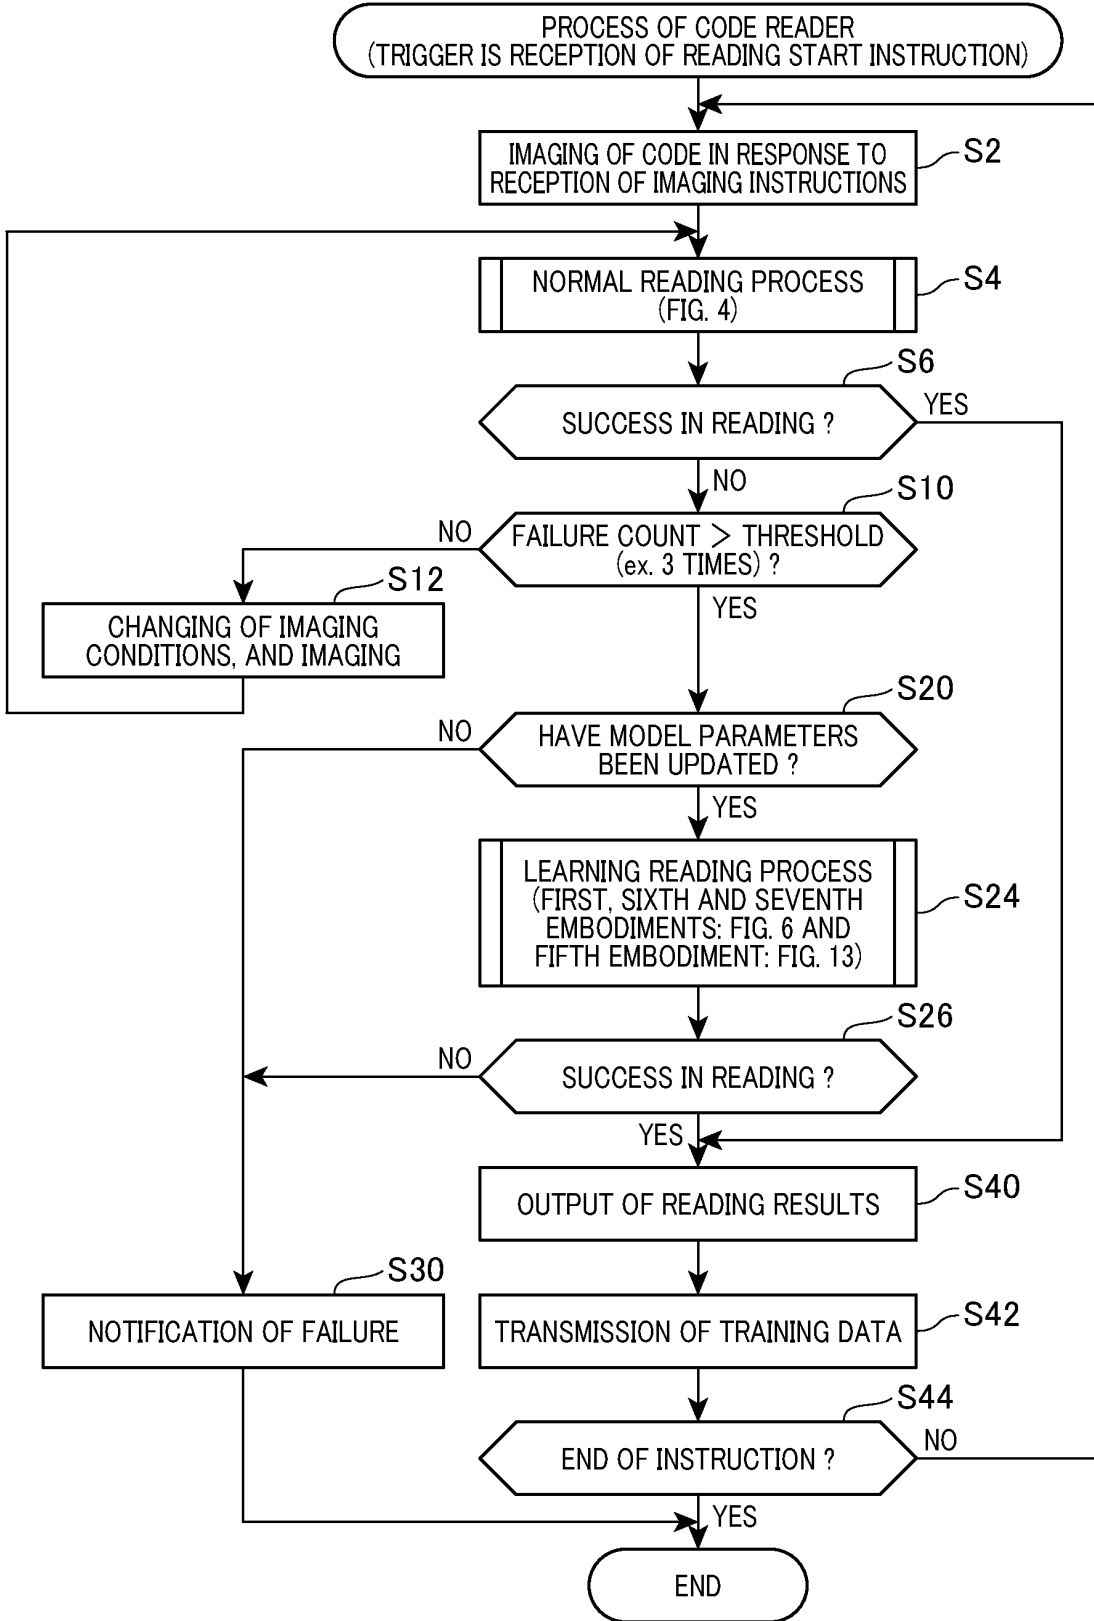 PROCESS OF CODE READER
(TRIGGER IS RECEPTION OF READING START INSTRUCTION)
IMAGING OF CODE IN RESPONSE TO
RECEPTION OF IMAGING INSTRUCTIONS
S2
NORMAL READING PROCESS
(FIG. 4)
S4
S6
SUCCESS IN READING ?
YES
NO
S10
FAILURE COUNT > THRESHOLD
(ex. 3 TIMES) ?
NO
YES
S12
CHANGING OF IMAGING
CONDITIONS, AND IMAGING
S20
HAVE MODEL PARAMETERS
BEEN UPDATED ?
NO
YES
LEARNING READING PROCESS
(FIRST, SIXTH AND SEVENTH
EMBODIMENTS: FIG. 6 AND
FIFTH EMBODIMENT: FIG. 13)
S24
S26
SUCCESS IN READING ?
NO
YES
OUTPUT OF READING RESULTS
S40
S30
NOTIFICATION OF FAILURE
TRANSMISSION OF TRAINING DATA
S42
S44
END OF INSTRUCTION ?
NO
YES
END